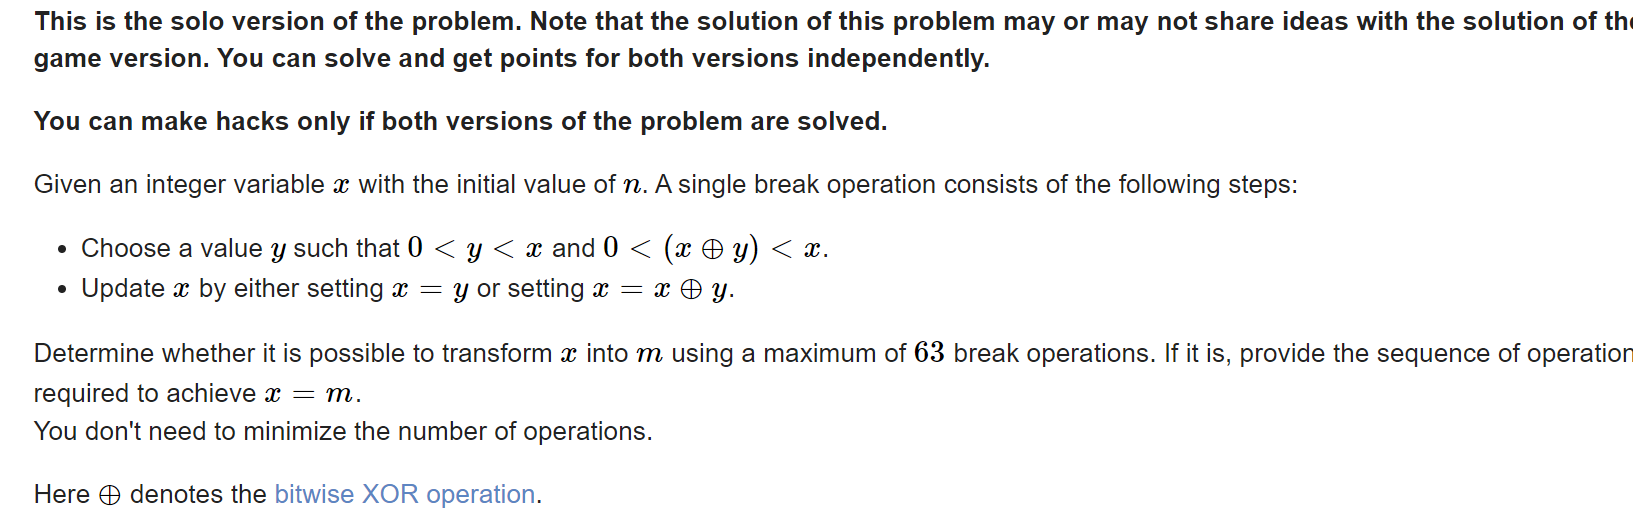 This is the solo version of the problem. Note that the solution of this problem may or may not share ideas with the solution of the
game version. You can solve and get points for both versions independently.
You can make hacks only if both versions of the problem are solved.
Given an integer variable x with the initial value of n. A single break operation consists of the following steps:
• Choose a value y such that 0 < y < x and 0 < (x ⊕ y) < x.
• Update x by either setting x = y or setting x = x ⊕ y.
Determine whether it is possible to transform x into m using a maximum of 63 break operations. If it is, provide the sequence of operation
required to achieve x = m.
You don't need to minimize the number of operations.
Here ⊕ denotes the bitwise XOR operation.